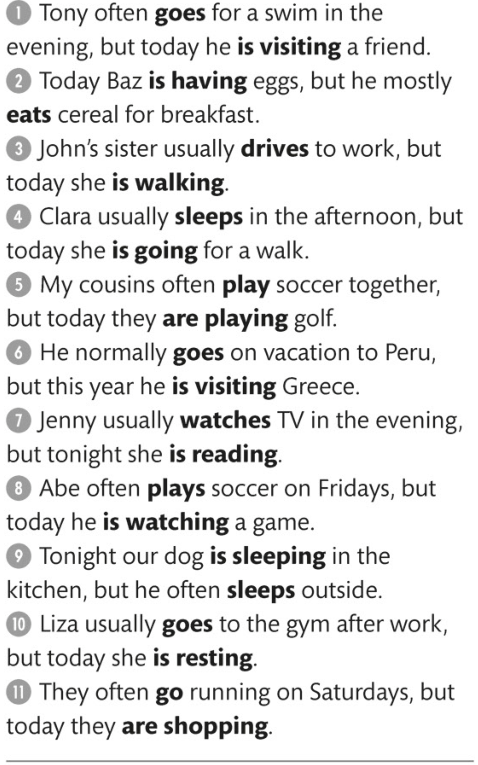 1 Tony often goes for a swim in the
evening, but today he is visiting a friend.
2 Today Baz is having eggs, but he mostly
eats cereal for breakfast.
3 John’s sister usually drives to work, but
today she is walking.
4 Clara usually sleeps in the afternoon, but
today she is going for a walk.
5 My cousins often play soccer together,
but today they are playing golf.
6 He normally goes on vacation to Peru,
but this year he is visiting Greece.
7 Jenny usually watches TV in the evening,
but tonight she is reading.
8 Abe often plays soccer on Fridays, but
today he is watching a game.
9 Tonight our dog is sleeping in the
kitchen, but he often sleeps outside.
10 Liza usually goes to the gym after work,
but today she is resting.
11 They often go running on Saturdays, but
today they are shopping.